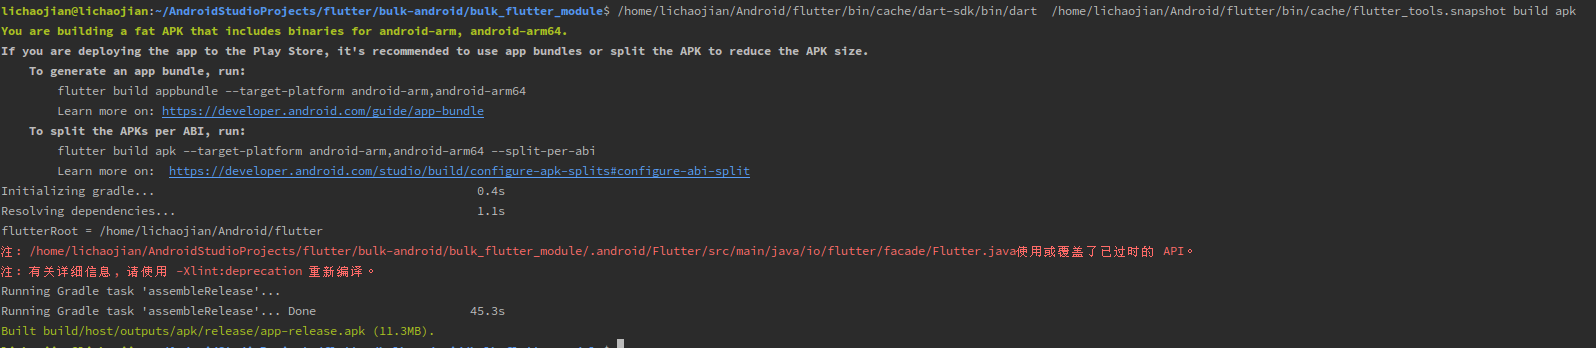 lichaojian@lichaojian:~/AndroidStudioProjects/flutter/bulk-android/bulk_flutter_module$ /home/lichaojian/Android/flutter/bin/cache/dart-sdk/bin/dart  /home/lichaojian/Android/flutter/bin/cache/flutter_tools.snapshot build apk
You are building a fat APK that includes binaries for android-arm, android-arm64.
If you are deploying the app to the Play Store, it's recommended to use app bundles or split the APK to reduce the APK size.
To generate an app bundle, run:
flutter build appbundle --target-platform android-arm,android-arm64
Learn more on: https://developer.android.com/guide/app-bundle
To split the APKs per ABI, run:
flutter build apk --target-platform android-arm,android-arm64 --split-per-abi
Learn more on:  https://developer.android.com/studio/build/configure-apk-splits#configure-abi-split
Initializing gradle... 0.4s
Resolving dependencies... 1.1s
flutterRoot = /home/lichaojian/Android/flutter
注: /home/lichaojian/AndroidStudioProjects/flutter/bulk-android/bulk_flutter_module/.android/Flutter/src/main/java/io/flutter/facade/Flutter.java使用或覆盖了已过时的 API。
注: 有关详细信息, 请使用 -Xlint:deprecation 重新编译。
Running Gradle task 'assembleRelease'...
Running Gradle task 'assembleRelease'... Done 45.3s
Built build/host/outputs/apk/release/app-release.apk (11.3MB).